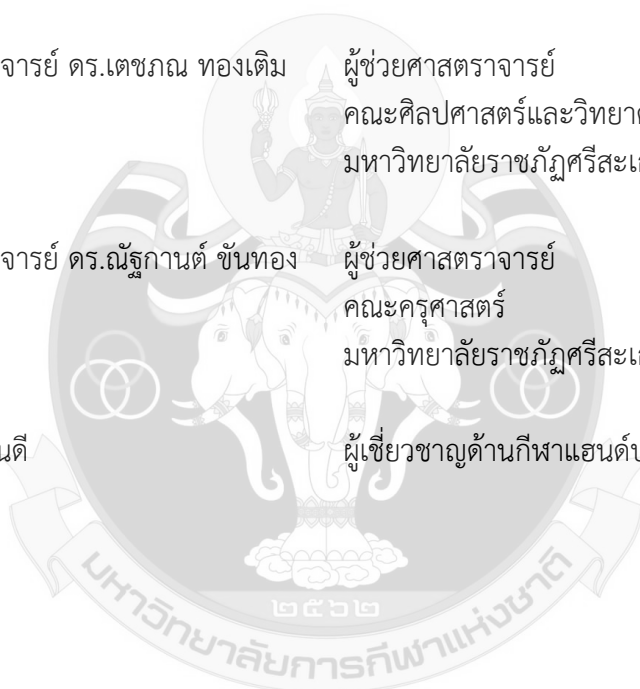 จารย์ ดร.เตชภณ ทองเติม ผู้ช่วยศาสตราจารย์
คณะศิลปศาสตร์และวิทยา
มหาวิทยาลัยราชภัฏศรีสะเก
จารย์ ดร.ณัฐกานต์ ขันทอง ผู้ช่วยศาสตราจารย์
คณะครุศาสตร์
มหาวิทยาลัยราชภัฏศรีสะเก
นดี ผู้เชี่ยวชาญด้านกีฬาแฮนด์บ
๒๕๖๒
มหาวิทยาลัยการกีฬาแห่งชาติ